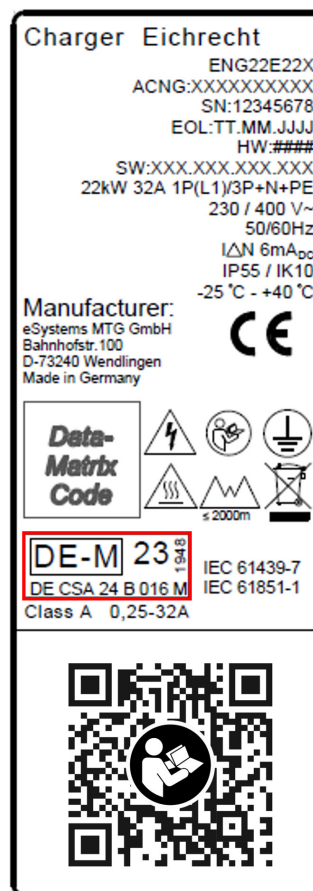 Charger Eichrecht
ENG22E22X
ACNG:XXXXXXXXXX
SN:12345678
EOL:TT.MM.JJJJ
HW:####
SW:XXX.XXX.XXX.XXX
22kW 32A 1P(L1)/3P+N+PE
230 / 400 V~
50/60Hz
I△N 6mADC
IP55 / IK10
-25 °C - +40 °C
Manufacturer:
eSystems MTG GmbH
Bahnhofstr.100
D-73240 Wendlingen
Made in Germany
CE
Data-
Matrix
Code
≤ 2000m
DE-M 23 1948
DE CSA 24 B 016 M
IEC 61439-7
IEC 61851-1
Class A 0,25-32A